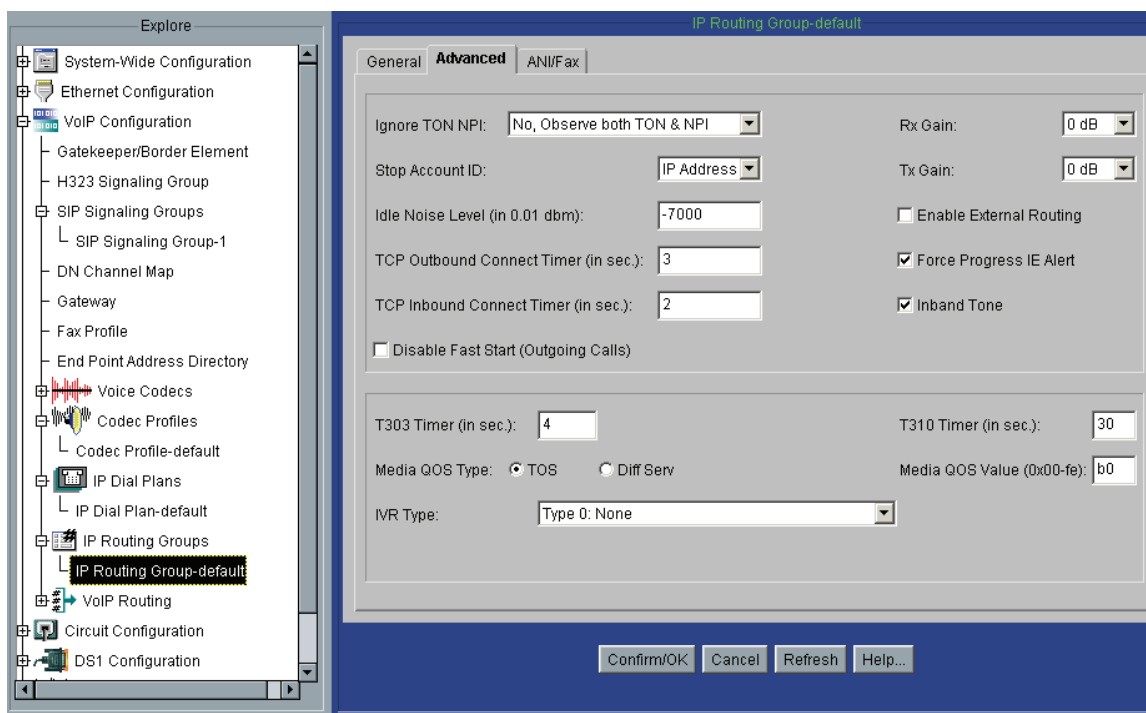 Explore
System-Wide Configuration
Ethernet Configuration
VoIP Configuration
Gatekeeper/Border Element
H323 Signaling Group
SIP Signaling Groups
SIP Signaling Group-1
DN Channel Map
Gateway
Fax Profile
End Point Address Directory
Voice Codecs
Codec Profiles
Codec Profile-default
IP Dial Plans
IP Dial Plan-default
IP Routing Groups
IP Routing Group-default
VoIP Routing
Circuit Configuration
DS1 Configuration
IP Routing Group-default
General Advanced ANI/Fax
Ignore TON NPI: No, Observe both TON & NPI Rx Gain: 0 dB
Stop Account ID: IP Address Tx Gain: 0 dB
Idle Noise Level (in 0.01 dbm): -7000 Enable External Routing
TCP Outbound Connect Timer (in sec.): 3 Force Progress IE Alert
TCP Inbound Connect Timer (in sec.): 2 Inband Tone
Disable Fast Start (Outgoing Calls)
T303 Timer (in sec.): 4 T310 Timer (in sec.): 30
Media QOS Type: TOS Diff Serv Media QOS Value (0x00-fe): b0
IVR Type: Type 0: None
Confirm/OK Cancel Refresh Help...